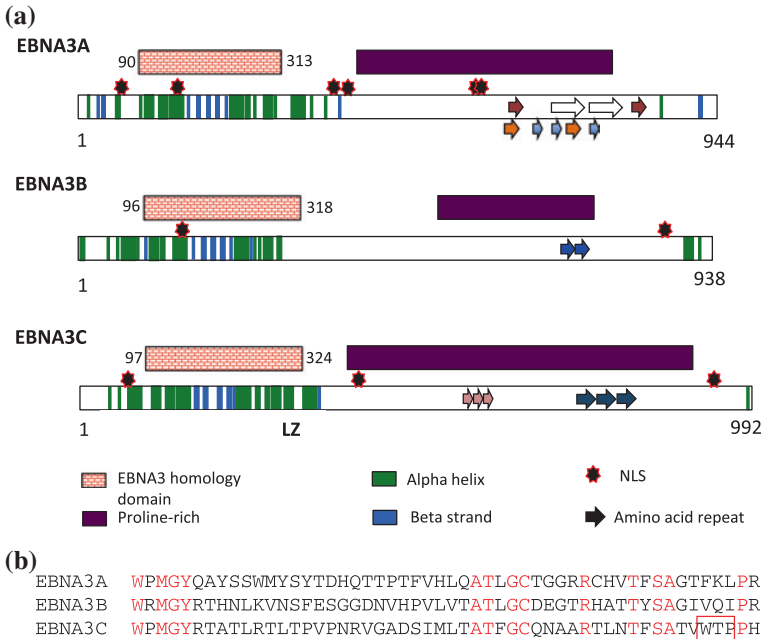 (a)
EBNA3A
90 313
1 944
EBNA3B
96 318
1 938
EBNA3C
97 324
1 LZ 992
EBNA3 homology domain
Alpha helix
NLS
Proline-rich
Beta strand
Amino acid repeat
(b)
EBNA3A WPMGYQAYSSWMYSYTDHQTTPTFVHLQATLGCTGGRRCHVTFSAGTFKLPR
EBNA3B WRMGYRTHNLKVNSFESGGDNVHPVLVTATLGCDEGTRHATTYSAGIVQIPR
EBNA3C WPMGYRTATLRTLTPVPNRVGADSIMLTATFGCQNAARTLNTFSATVWTPPH